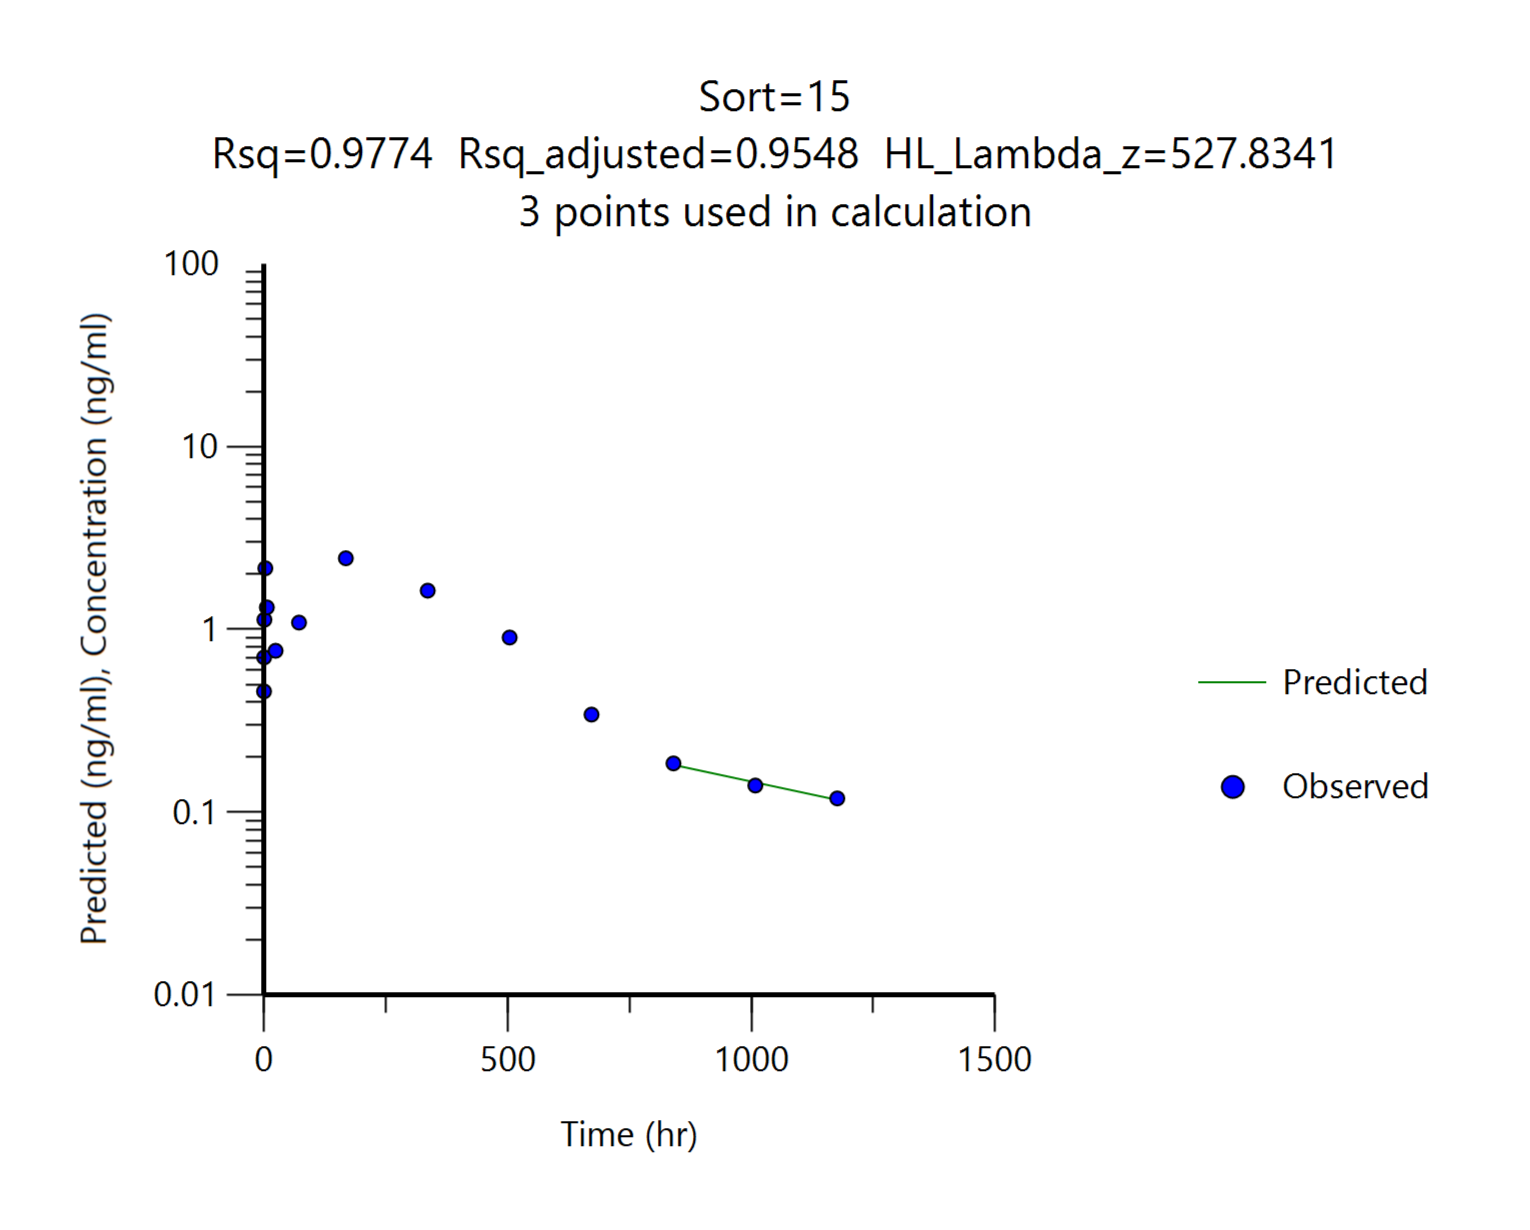 Sort=15
Rsq=0.9774 Rsq_adjusted=0.9548 HL_Lambda_z=527.8341
3 points used in calculation
100
10
1
0.1
0.01
Predicted (ng/ml), Concentration (ng/ml)
0 500 1000 1500
Time (hr)
Predicted
Observed